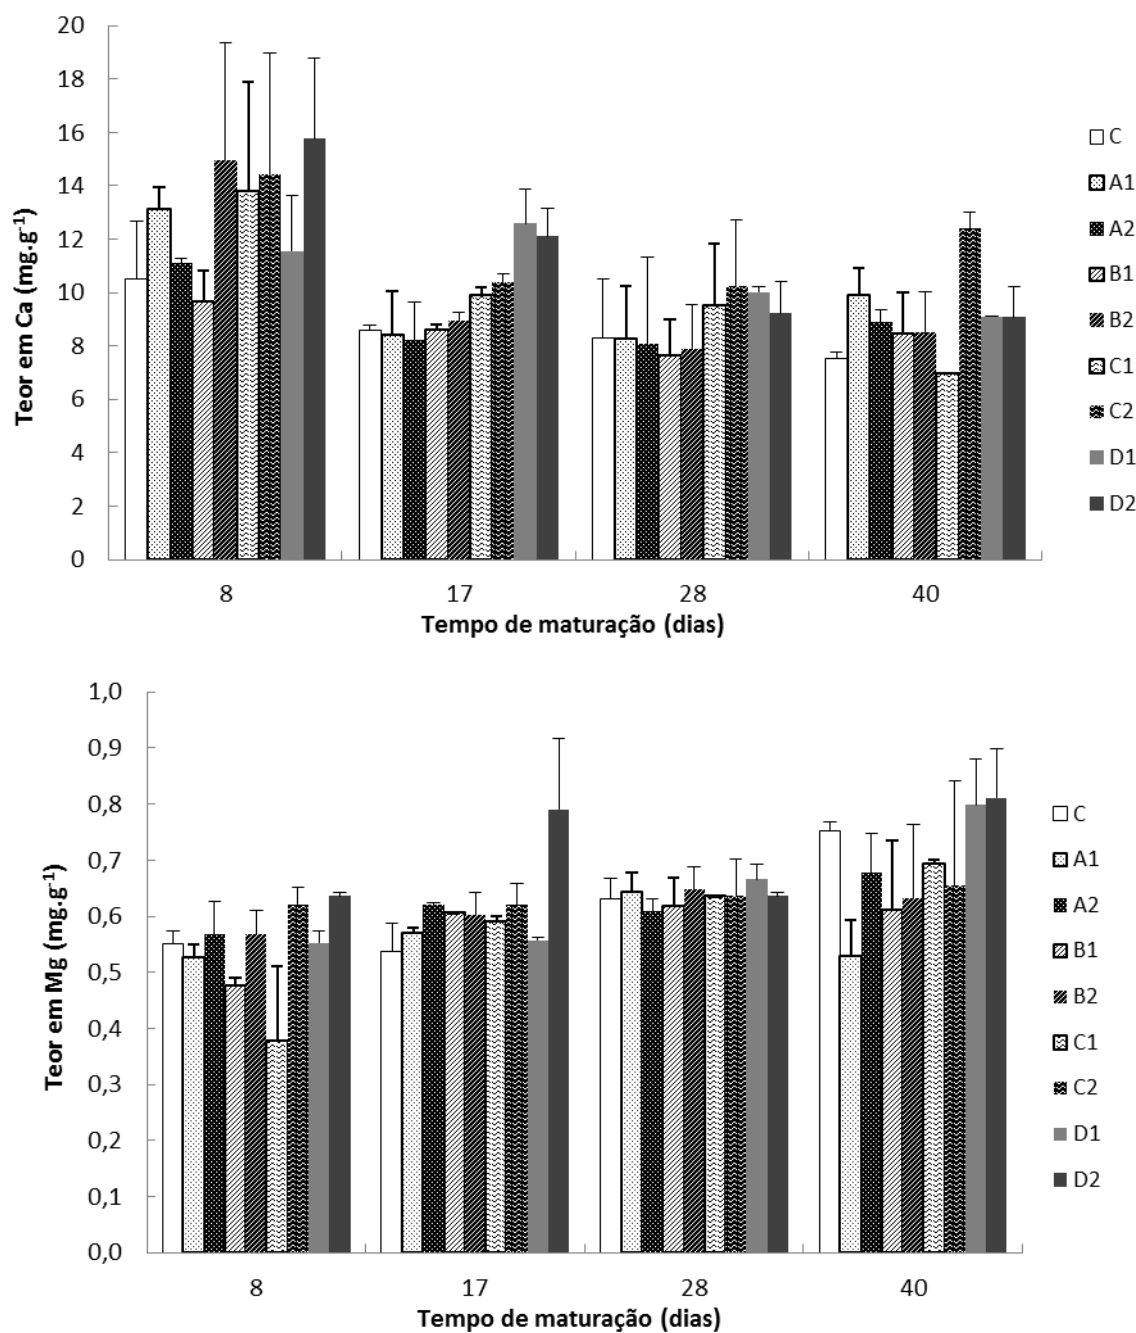 20
18
16
14
12
10
8
6
4
2
0
Teor em Ca (mg.g-1)
8 17 28 40
Tempo de maturação (dias)
C
A1
A2
B1
B2
C1
C2
D1
D2
1,0
0,9
0,8
0,7
0,6
0,5
0,4
0,3
0,2
0,1
0,0
Teor em Mg (mg.g-1)
8 17 28 40
Tempo de maturação (dias)
C
A1
A2
B1
B2
C1
C2
D1
D2